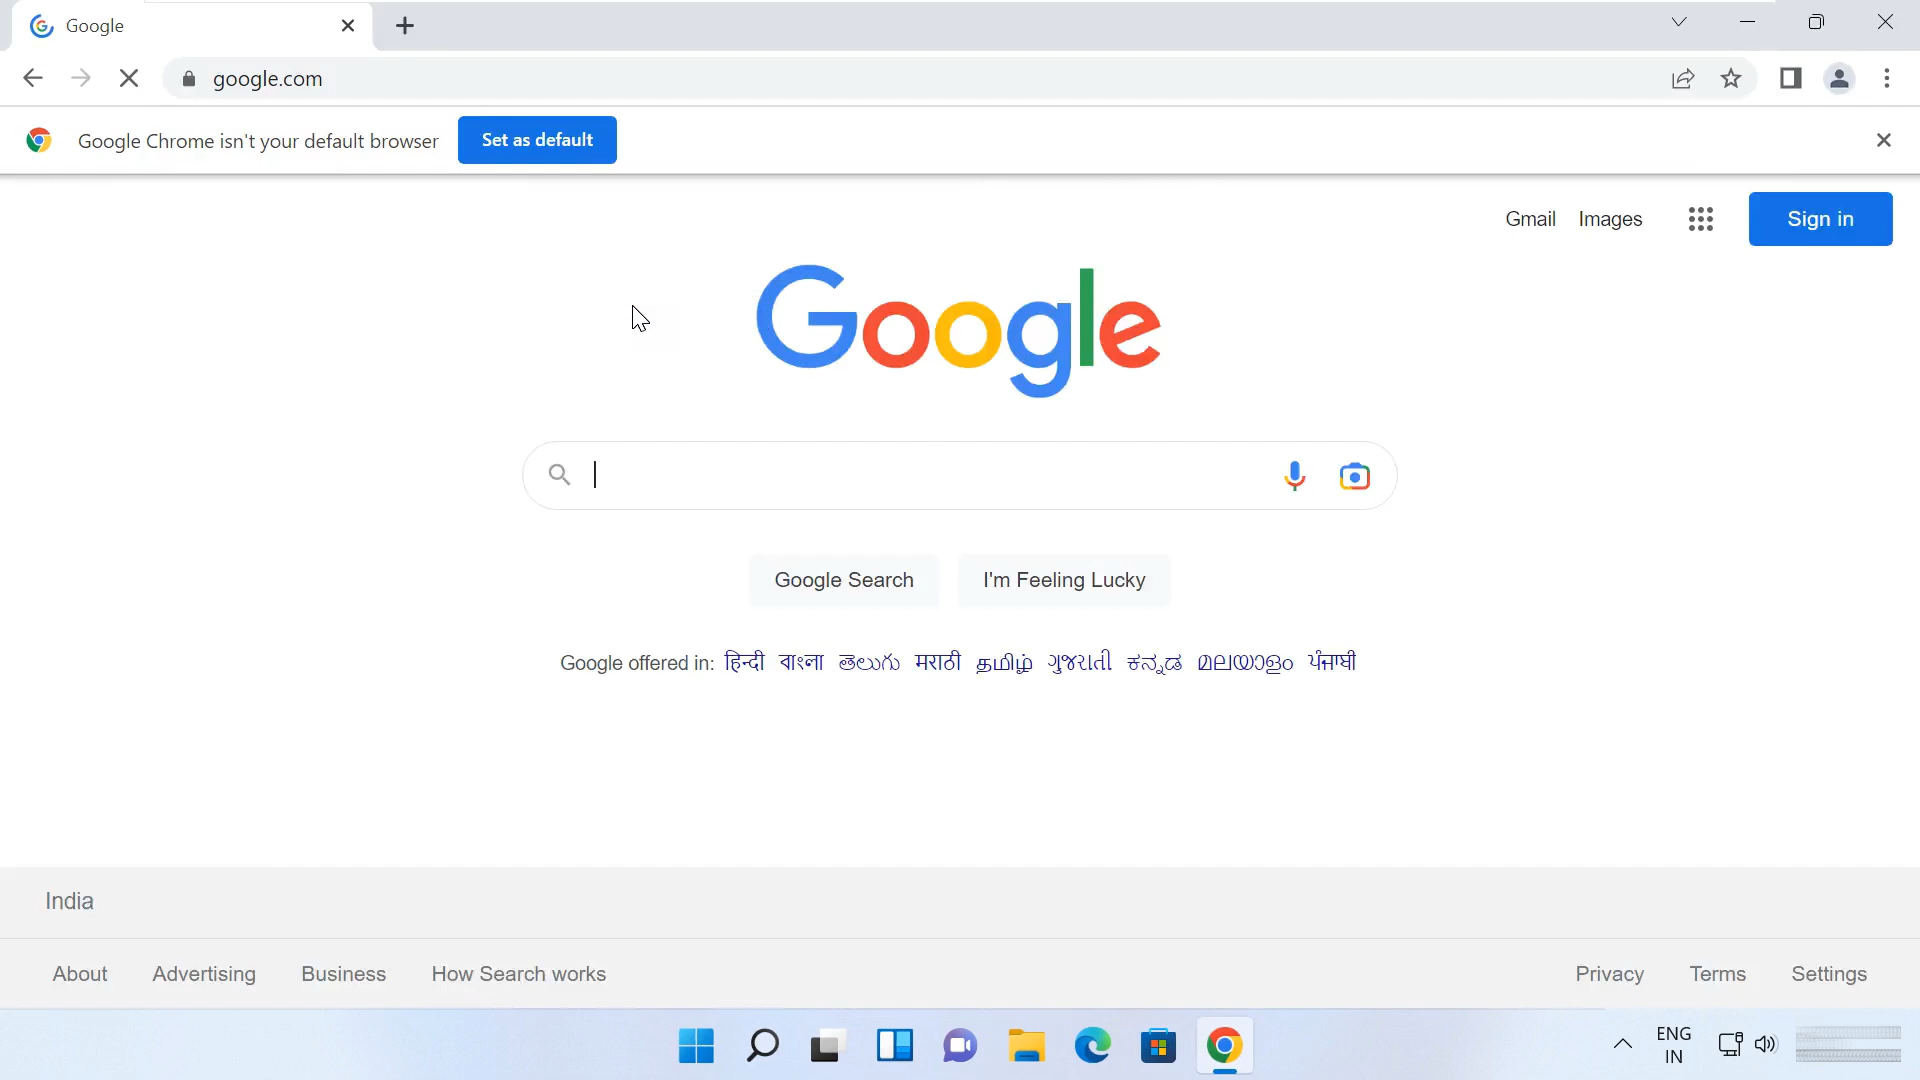 Google
google.com
Google Chrome isn't your default browser Set as default
Gmail Images Sign in
Google
Google Search I'm Feeling Lucky
Google offered in: हिन्दी বাংলা తెలుగు मराठी தமிழ் ગુજરાતી ಕನ್ನಡ മലയാളം ਪੰਜਾਬੀ
India
About Advertising Business How Search works Privacy Terms Settings
ENG
IN